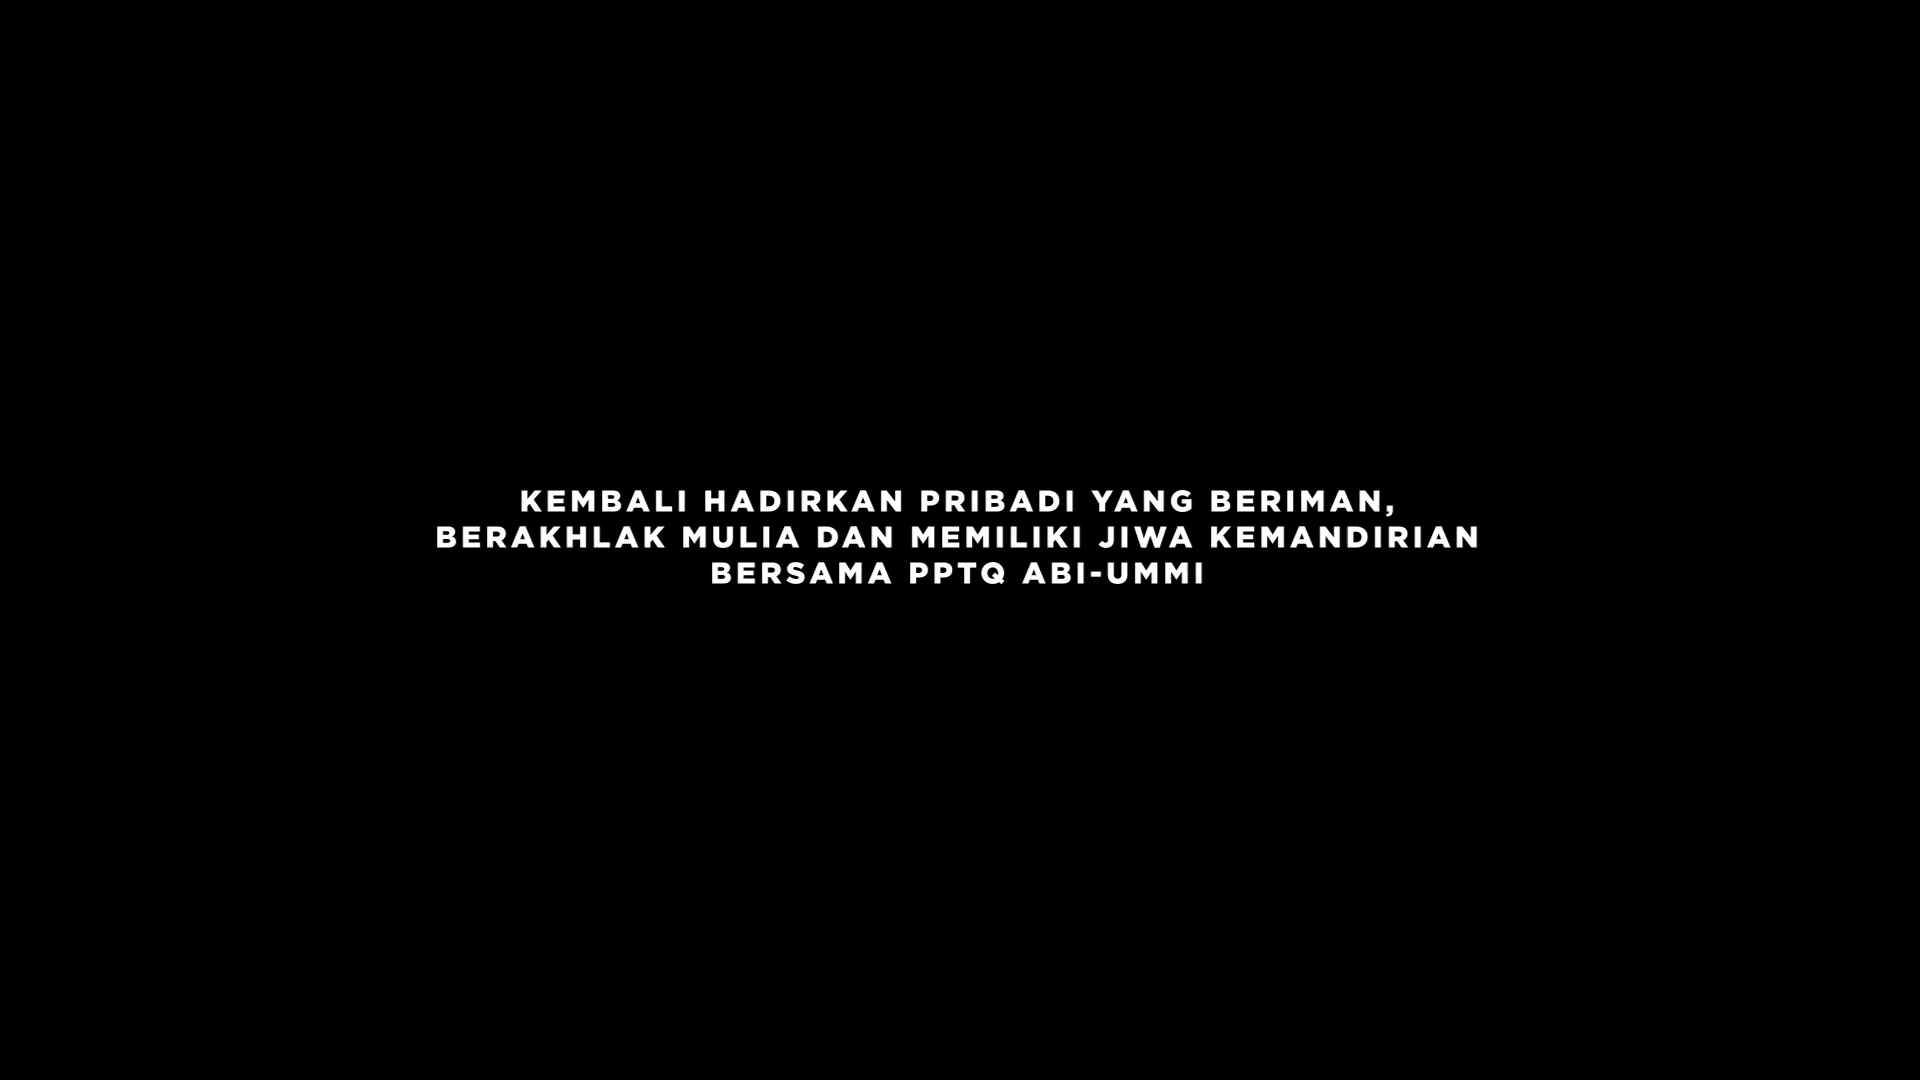 KEMBALI HADIRKAN PRIBADI YANG BERIMAN,
BERAKHLAK MULIA DAN MEMILIKI JIWA KEMANDIRIAN
BERSAMA PPTQ ABI-UMMI